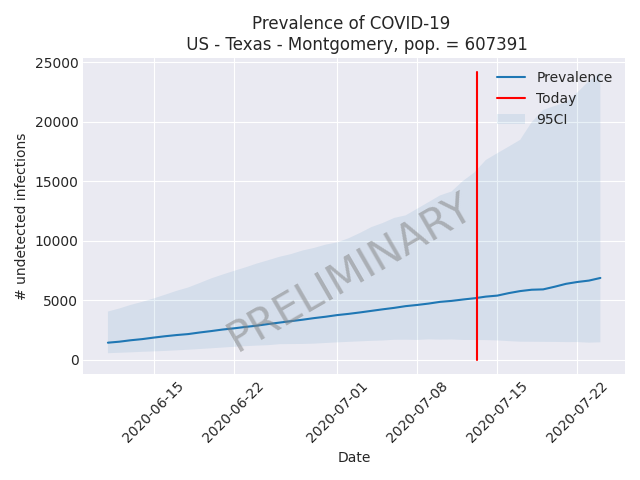 Prevalence of COVID-19
US - Texas - Montgomery, pop. = 607391
25000
20000
15000
10000
5000
0
# undetected infections
Prevalence
Today
95CI
PRELIMINARY
2020-06-15
2020-06-22
2020-07-01
2020-07-08
2020-07-15
2020-07-22
Date